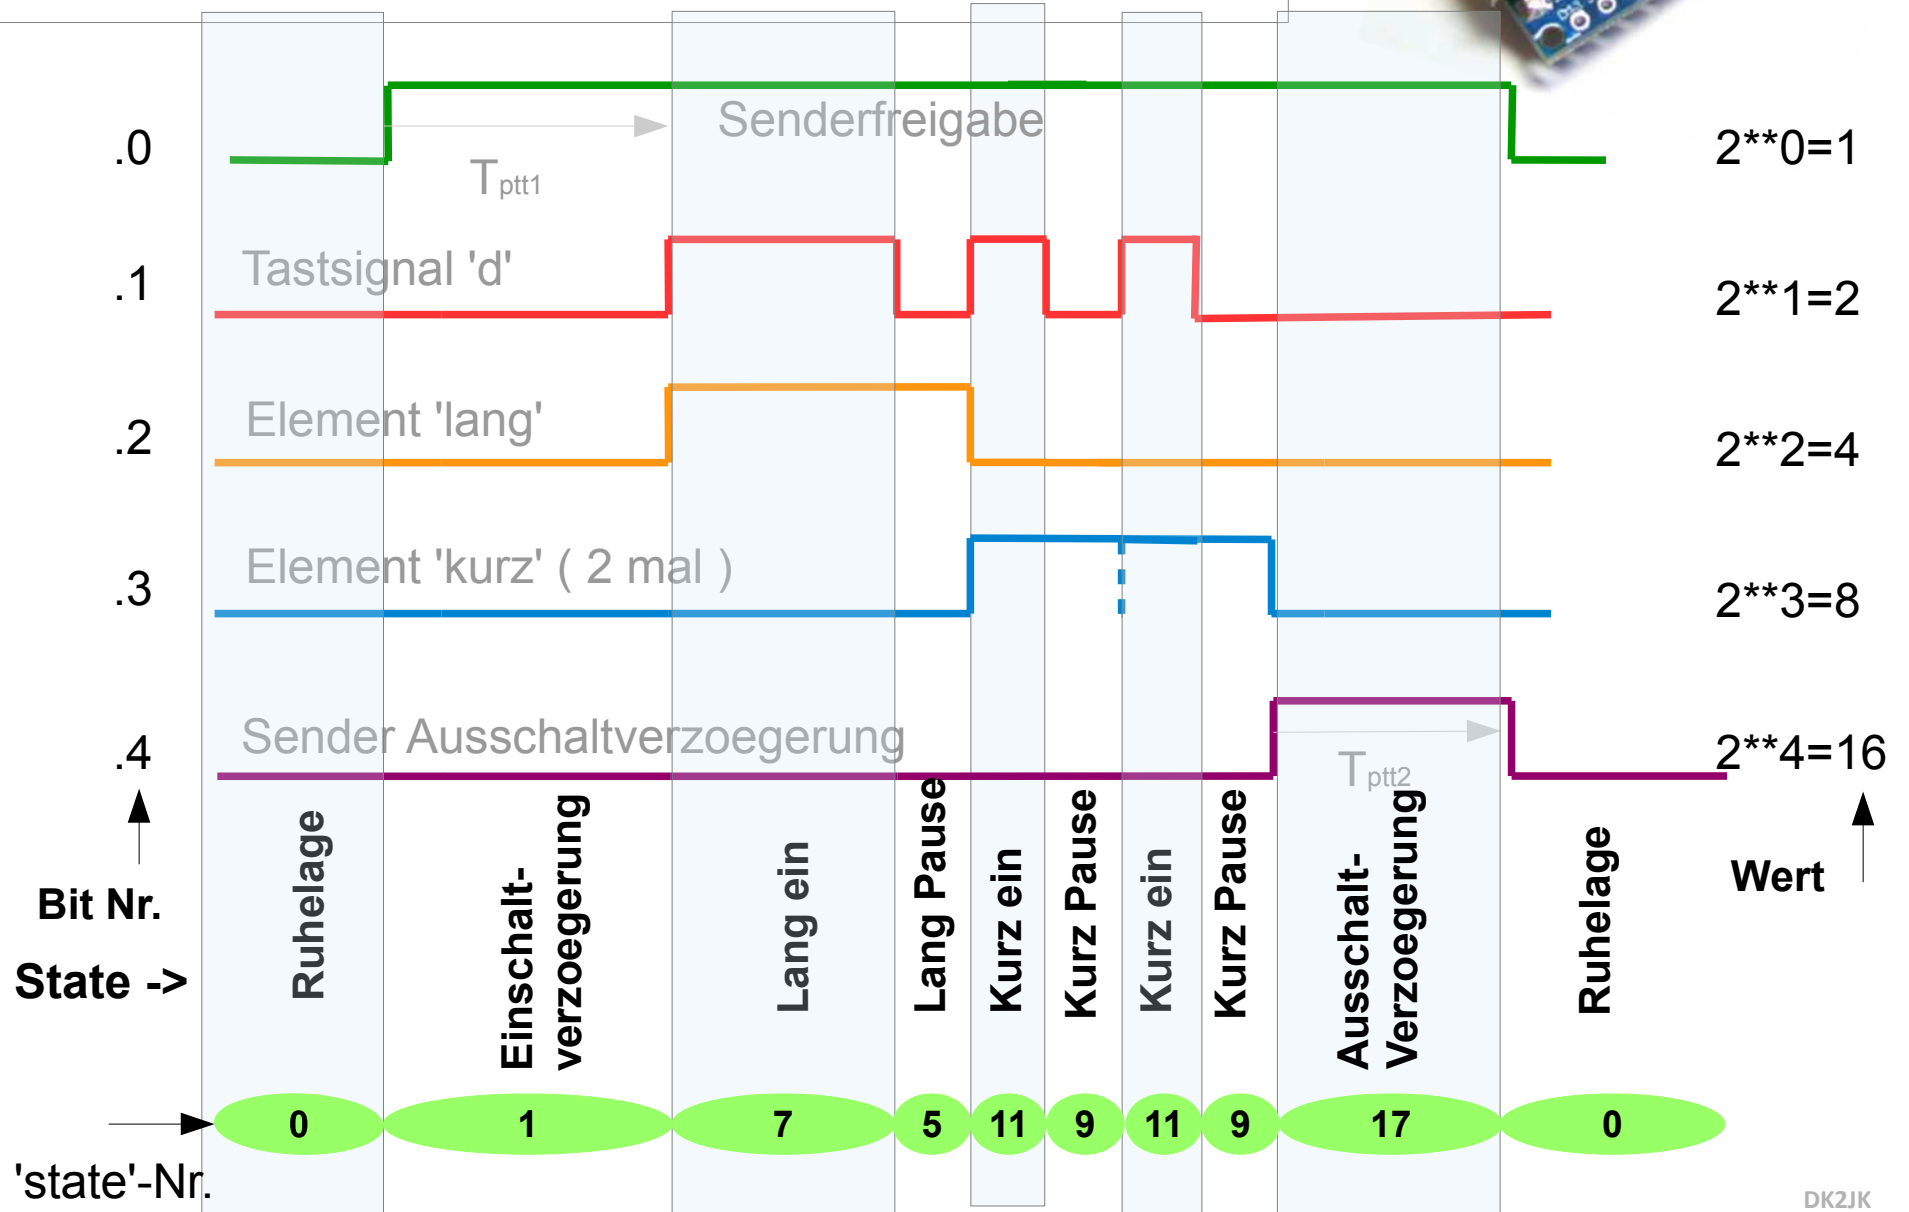 .0
Senderfreigabe
2**0=1
Tptt1
.1
Tastsignal 'd'
2**1=2
.2
Element 'lang'
2**2=4
.3
Element 'kurz' ( 2 mal )
2**3=8
.4
Sender Ausschaltverzoegerung
Tptt2
2**4=16
Bit Nr.
Wert
State ->
Ruhelage
Einschalt-
verzoegerung
Lang ein
Lang Pause
Kurz ein
Kurz Pause
Kurz ein
Kurz Pause
Ausschalt-
Verzoegerung
Ruhelage
0 1 7 5 11 9 11 9 17 0
'state'-Nr.
DK2JK